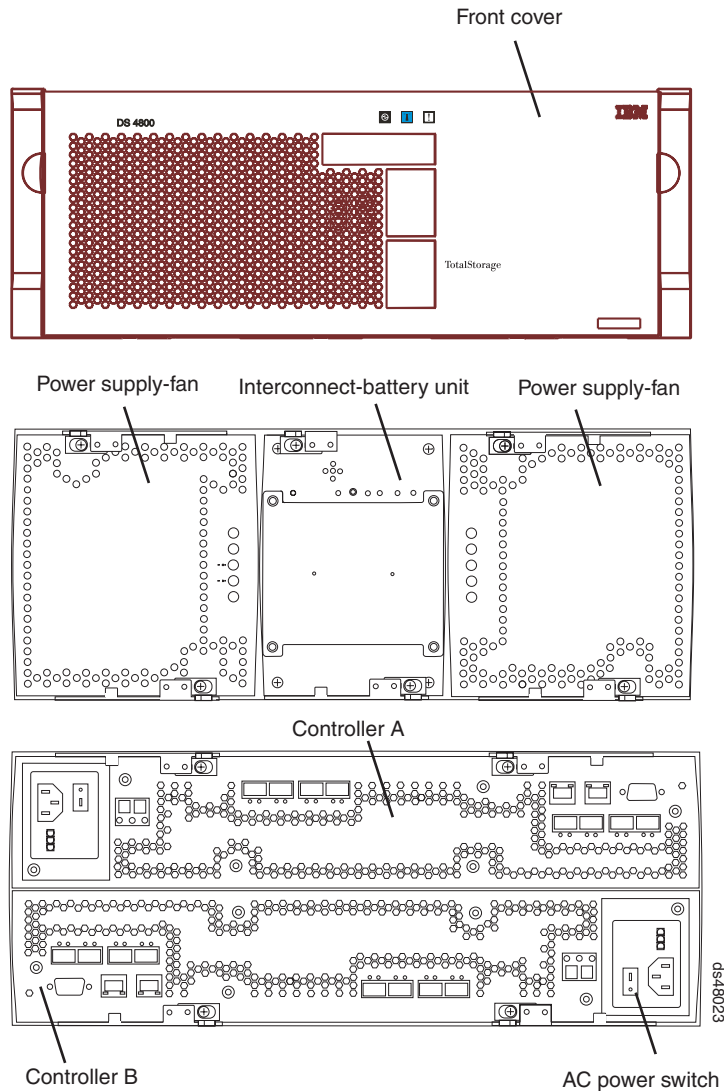 Front cover
DS 4800
IBM
TotalStorage
Power supply-fan
Interconnect-battery unit
Power supply-fan
Controller A
ds48023
Controller B
AC power switch